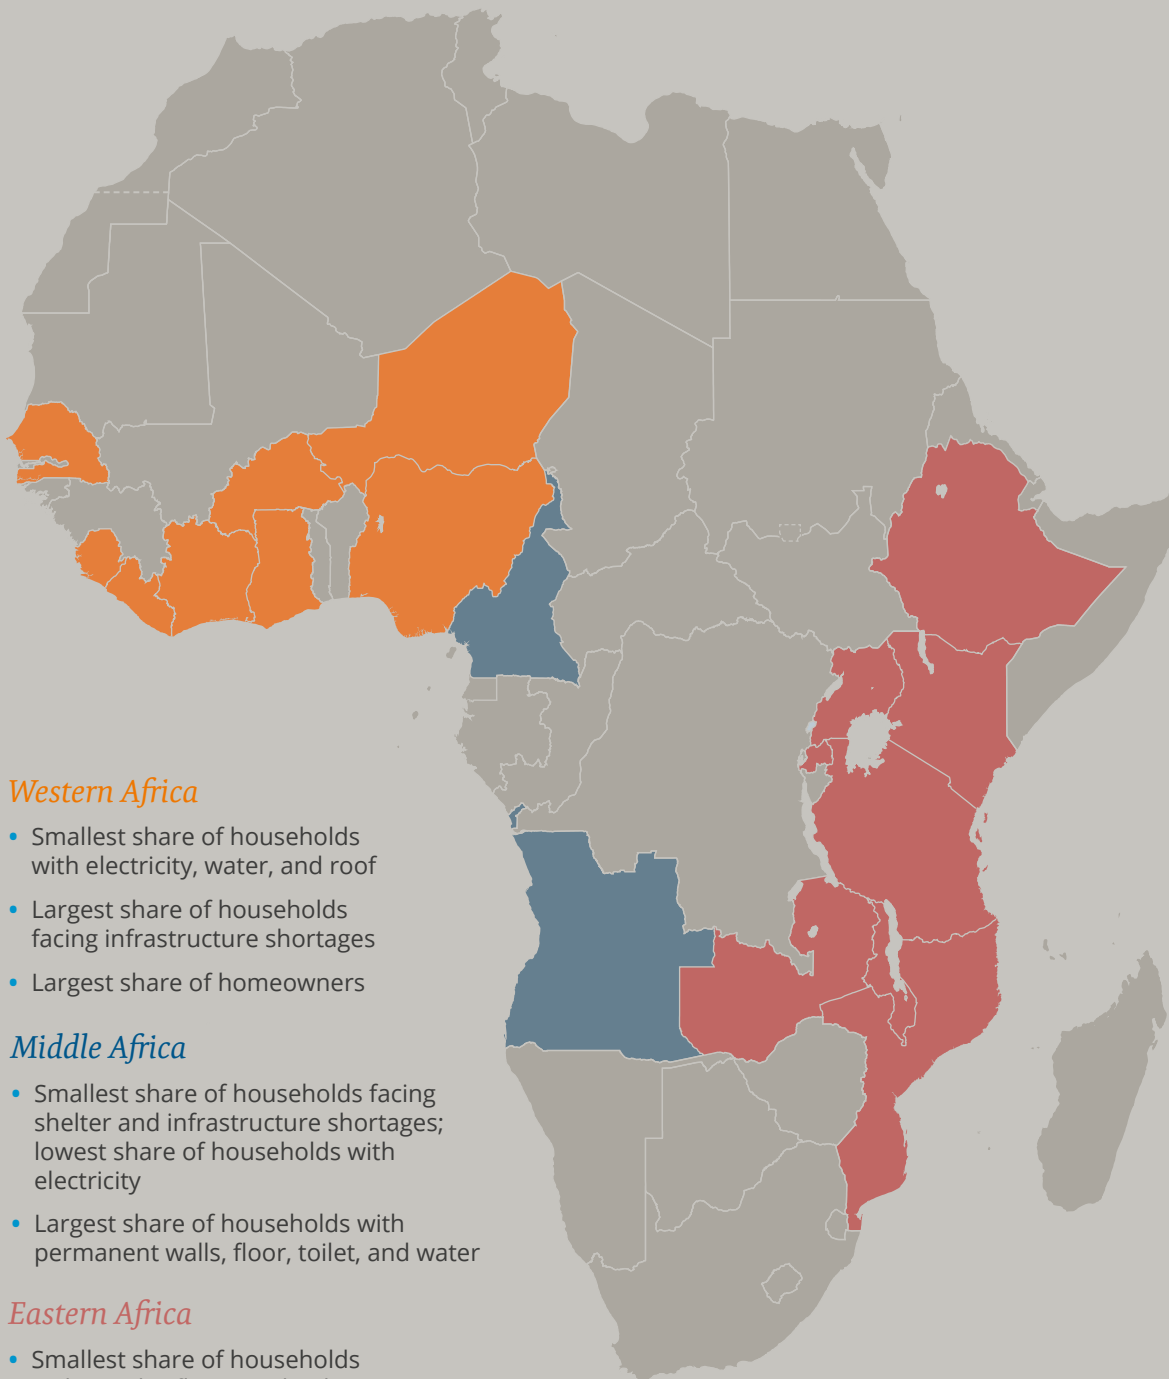 Western Africa
• Smallest share of households
with electricity, water, and roof
• Largest share of households
facing infrastructure shortages
• Largest share of homeowners
Middle Africa
• Smallest share of households facing
shelter and infrastructure shortages;
lowest share of households with
electricity
• Largest share of households with
permanent walls, floor, toilet, and water
Eastern Africa
• Smallest share of households